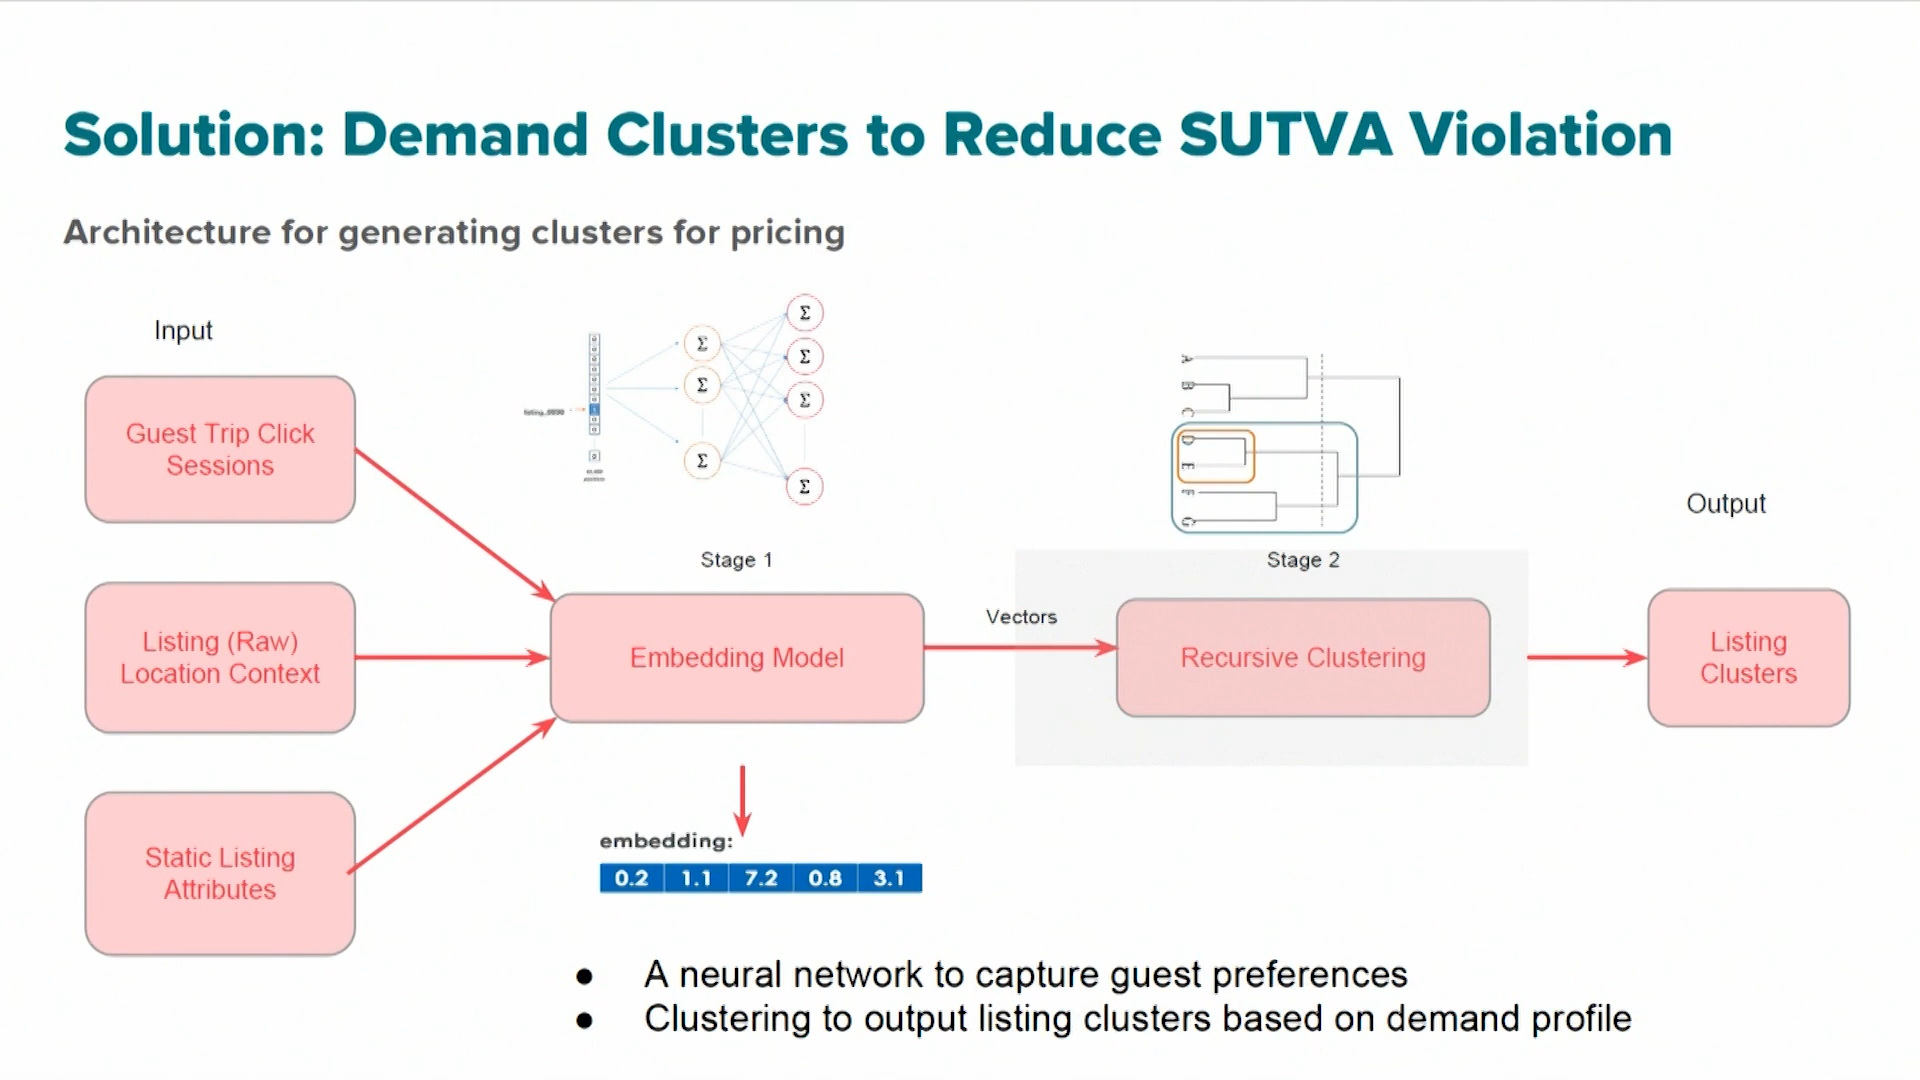 Solution: Demand Clusters to Reduce SUTVA Violation
Architecture for generating clusters for pricing
Input
Guest Trip Click
Sessions
Listing (Raw)
Location Context
Static Listing
Attributes
Σ
Σ
Σ
Σ
Σ
Σ
Σ
Stage 1
Embedding Model
embedding:
0.2 1.1 7.2 0.8 3.1
Vectors
A
B
C
D
E
F
G
Stage 2
Recursive Clustering
Output
Listing
Clusters
● A neural network to capture guest preferences
● Clustering to output listing clusters based on demand profile